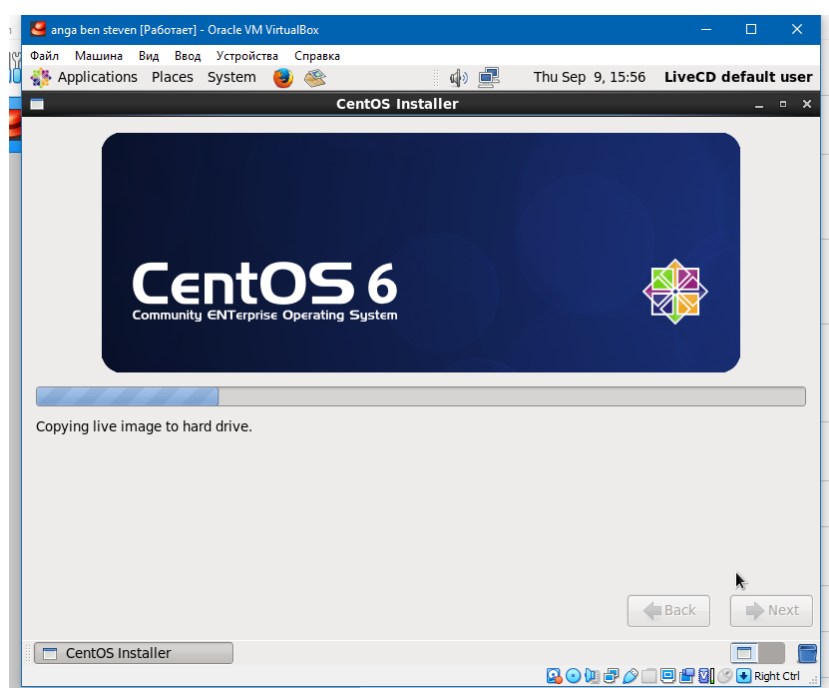 anga ben steven [Работает] - Oracle VM VirtualBox
Файл Машина Вид Ввод Устройства Справка
Applications Places System Thu Sep 9, 15:56 LiveCD default user
CentOS Installer
CentOS 6
Community ENTerprise Operating System
Copying live image to hard drive.
Back Next
CentOS Installer
Right Ctrl